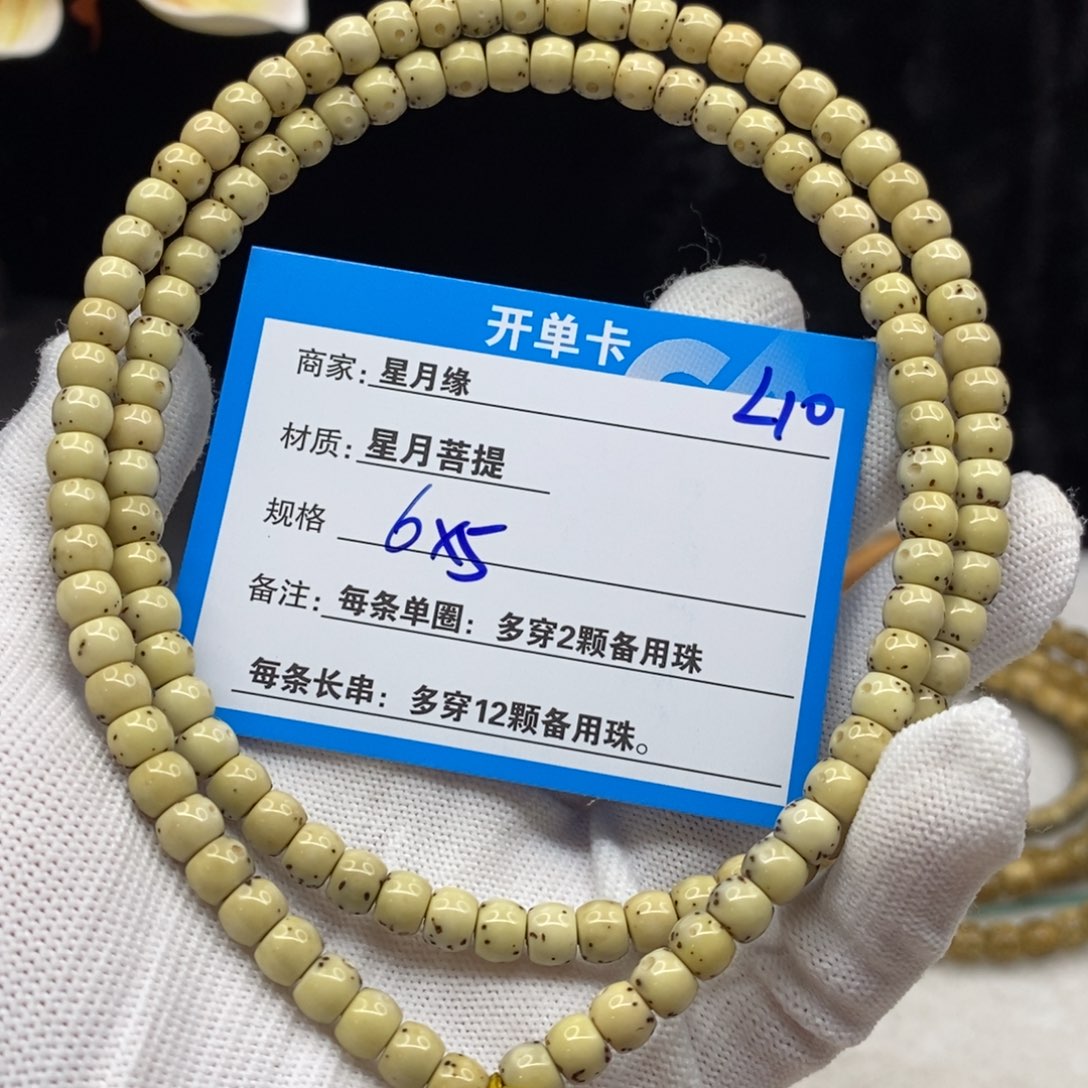 开单卡
L10
商家：星月缘
材质：星月菩提
规格 6x5
备注：每条单圈：多穿2颗备用珠
每条长串：多穿12颗备用珠。